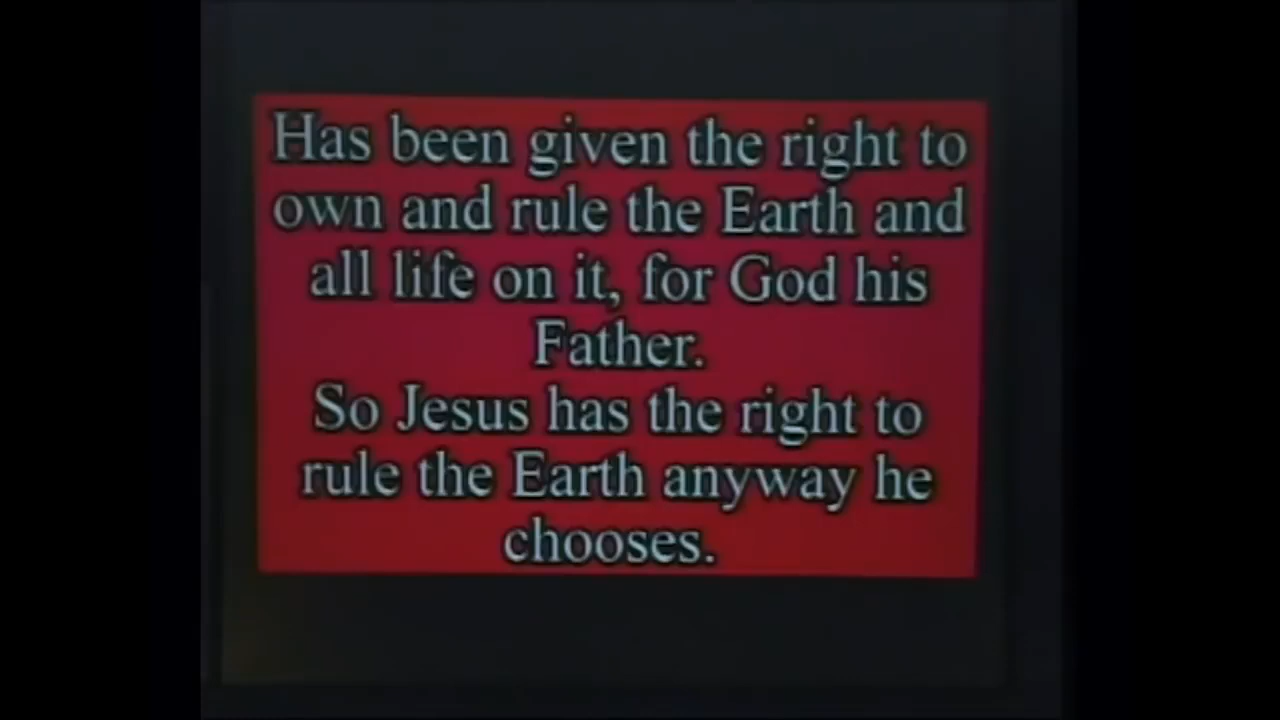 Has been given the right to
own and rule the Earth and
all life on it, for God his
Father.
So Jesus has the right to
rule the Earth anyway he
chooses.